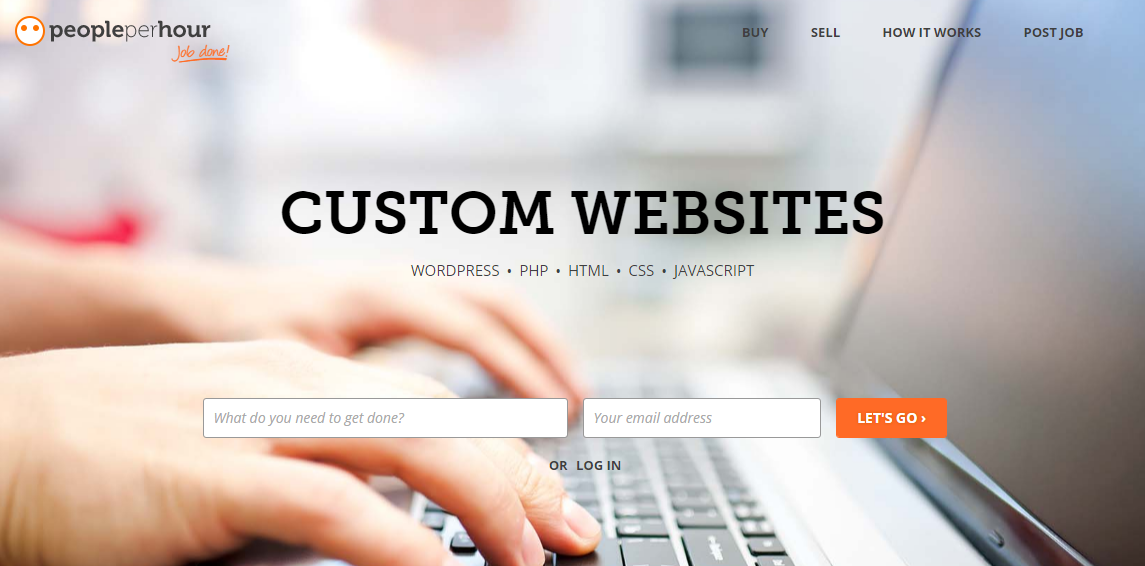 peopleperhour
Job done!
BUY SELL HOW IT WORKS POST JOB
CUSTOM WEBSITES
WORDPRESS • PHP • HTML • CSS • JAVASCRIPT
What do you need to get done? Your email address LET'S GO ›
OR LOG IN